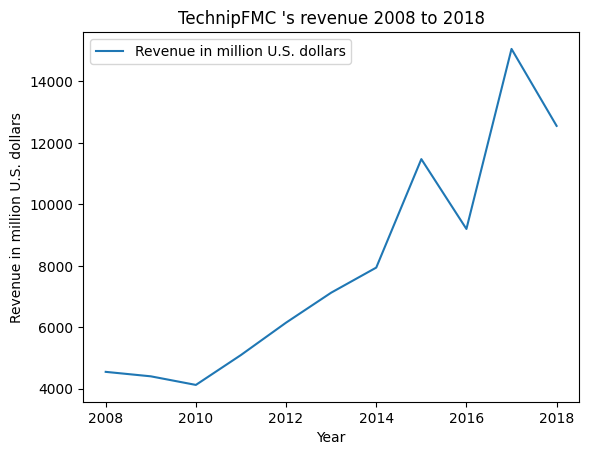 TechnipFMC 's revenue 2008 to 2018
Revenue in million U.S. dollars
Revenue in million U.S. dollars
14000
12000
10000
8000
6000
4000
2008 2010 2012 2014 2016 2018
Year